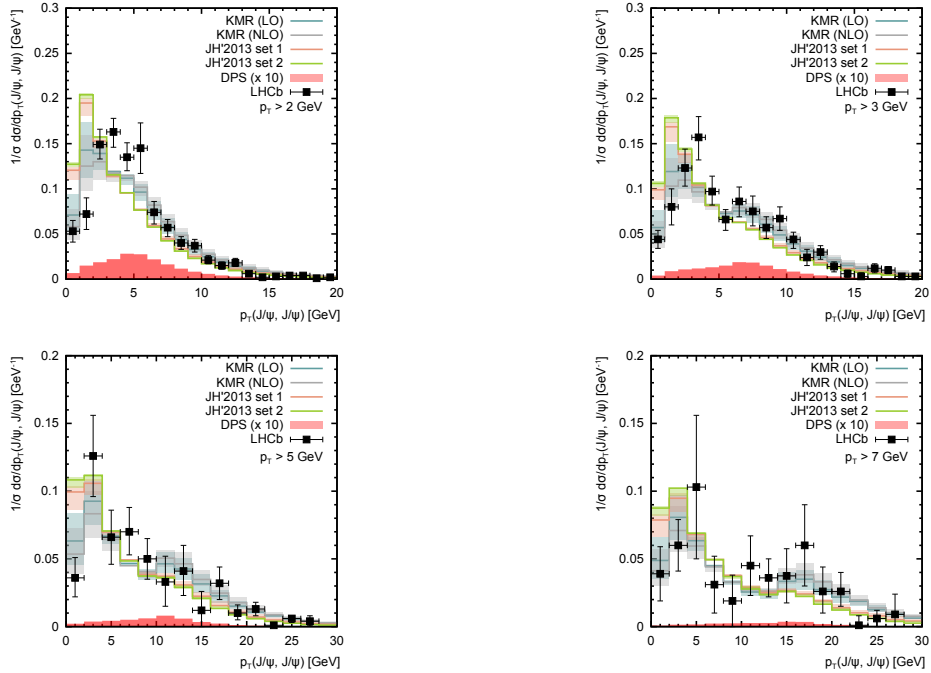 1/σ dσ/dp_T(J/ψ, J/ψ) [GeV⁻¹]
0.3
0.25
0.2
0.15
0.1
0.05
0
KMR (LO)
KMR (NLO)
JH'2013 set 1
JH'2013 set 2
DPS (x 10)
LHCb
p_T > 2 GeV
0 5 10 15 20
p_T(J/ψ, J/ψ) [GeV]
1/σ dσ/dp_T(J/ψ, J/ψ) [GeV⁻¹]
0.3
0.25
0.2
0.15
0.1
0.05
0
KMR (LO)
KMR (NLO)
JH'2013 set 1
JH'2013 set 2
DPS (x 10)
LHCb
p_T > 3 GeV
0 5 10 15 20
p_T(J/ψ, J/ψ) [GeV]
1/σ dσ/dp_T(J/ψ, J/ψ) [GeV⁻¹]
0.2
0.15
0.1
0.05
0
KMR (LO)
KMR (NLO)
JH'2013 set 1
JH'2013 set 2
DPS (x 10)
LHCb
p_T > 5 GeV
0 5 10 15 20 25 30
p_T(J/ψ, J/ψ) [GeV]
1/σ dσ/dp_T(J/ψ, J/ψ) [GeV⁻¹]
0.2
0.15
0.1
0.05
0
KMR (LO)
KMR (NLO)
JH'2013 set 1
JH'2013 set 2
DPS (x 10)
LHCb
p_T > 7 GeV
0 5 10 15 20 25 30
p_T(J/ψ, J/ψ) [GeV]